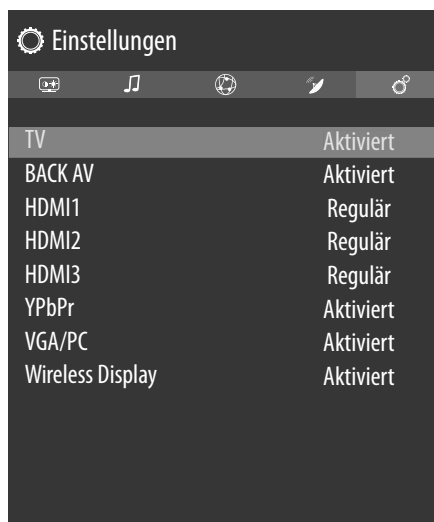 Einstellungen
TV Aktiviert
BACK AV Aktiviert
HDMI1 Regulär
HDMI2 Regulär
HDMI3 Regulär
YPbPr Aktiviert
VGA/PC Aktiviert
Wireless Display Aktiviert